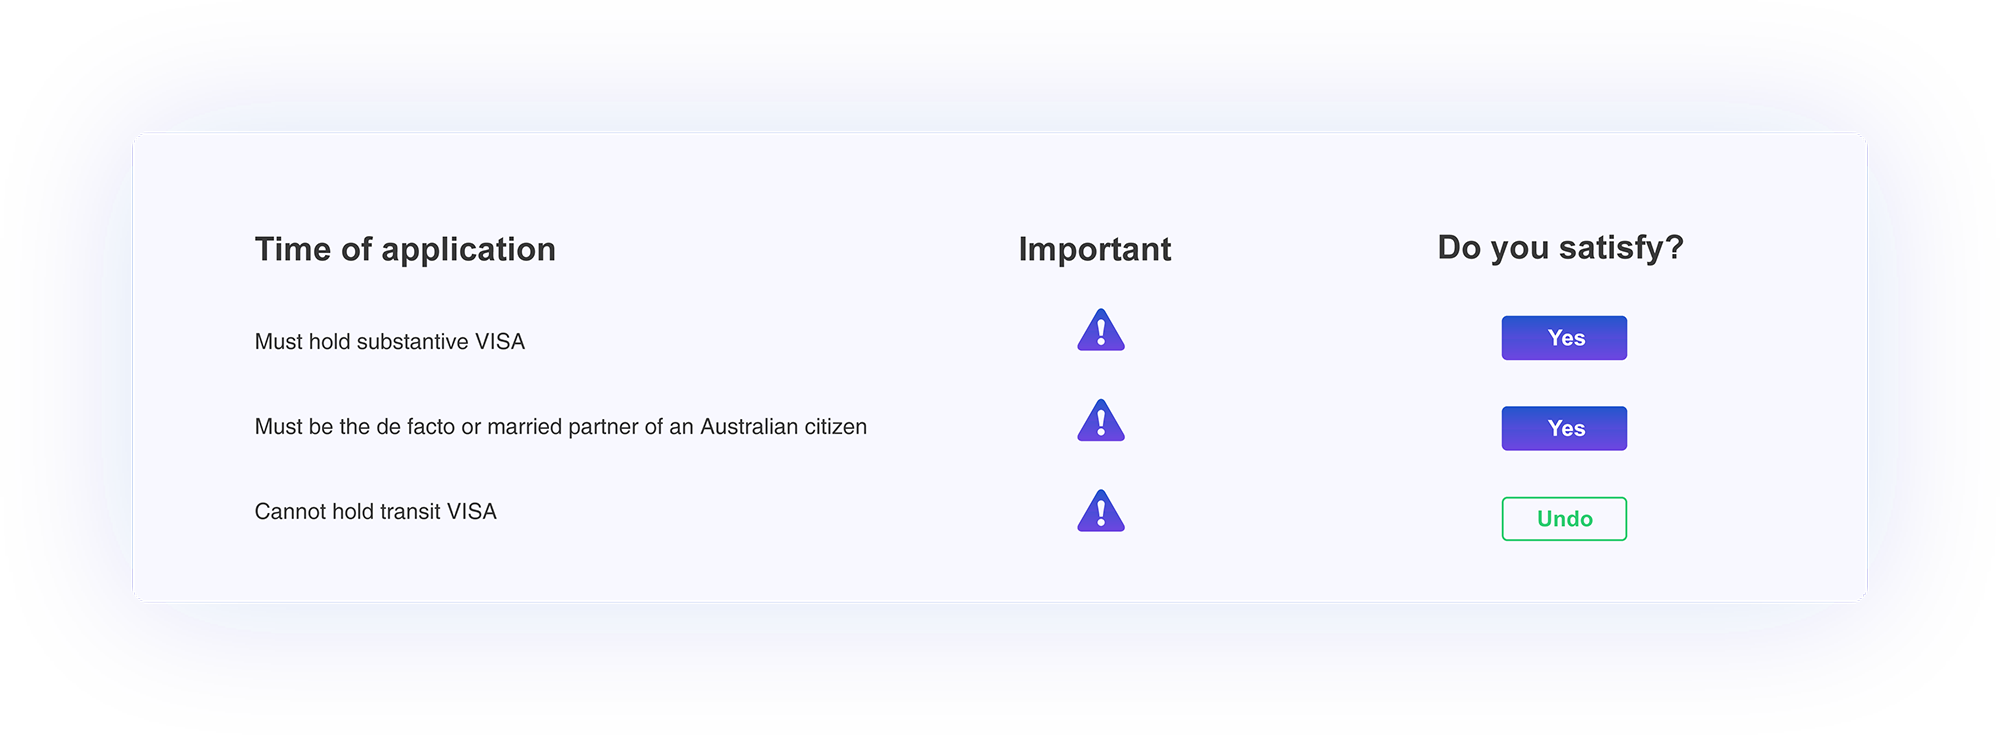 Time of application
Important
Do you satisfy?
Must hold substantive VISA
Yes
Must be the de facto or married partner of an Australian citizen
Yes
Cannot hold transit VISA
Undo